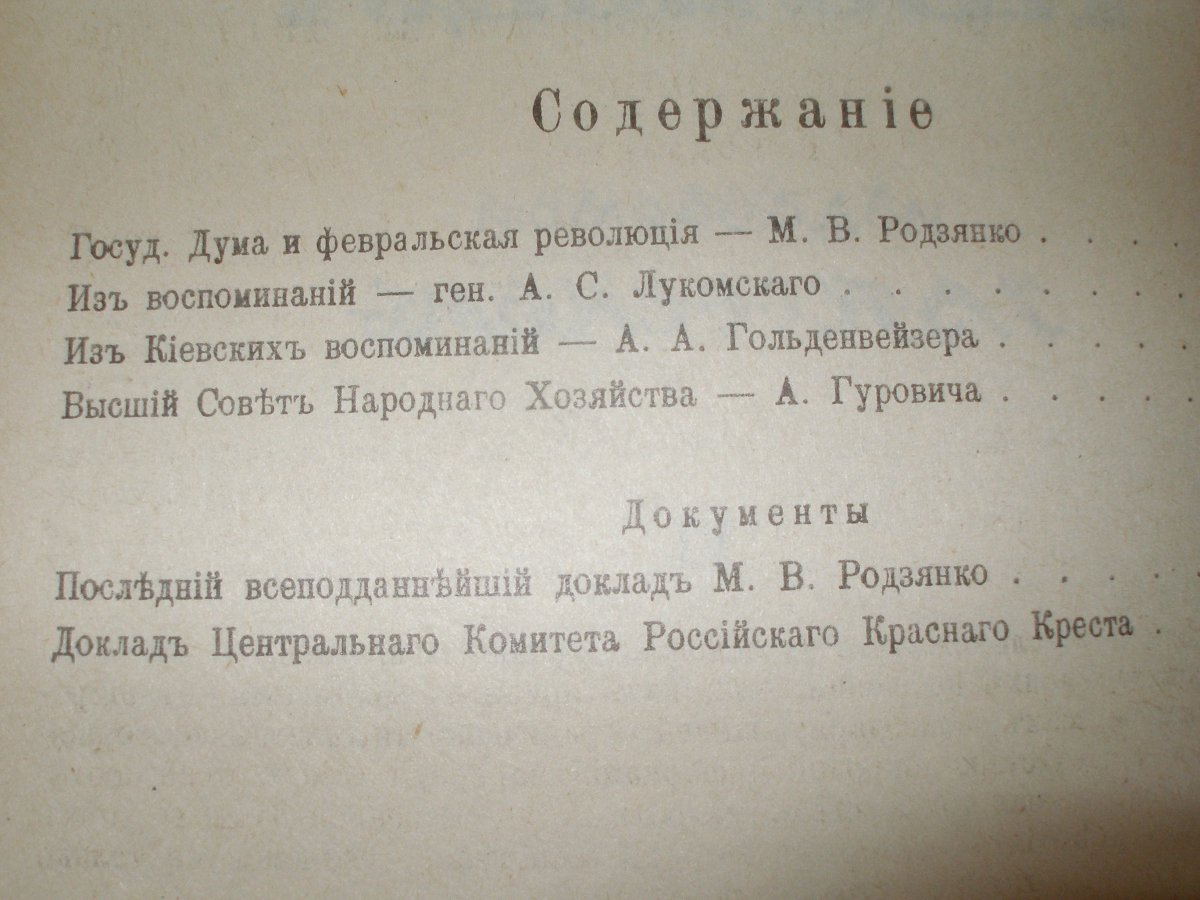 Содержаніе
Госуд. Дума и февральская революція — М. В. Родзянко . . . .
Изъ воспоминаній — ген. А. С. Лукомскаго . . . . . . . .
Изъ Кіевскихъ воспоминаній — А. А. Гольденвейзера . . . . .
Высшій Совѣтъ Народнаго Хозяйства — А. Гуровича . . . . .
Документы
Послѣдній всеподданнѣйшій докладъ М. В. Родзянко . . . . .
Докладъ Центральнаго Комитета Россійскаго Краснаго Креста .